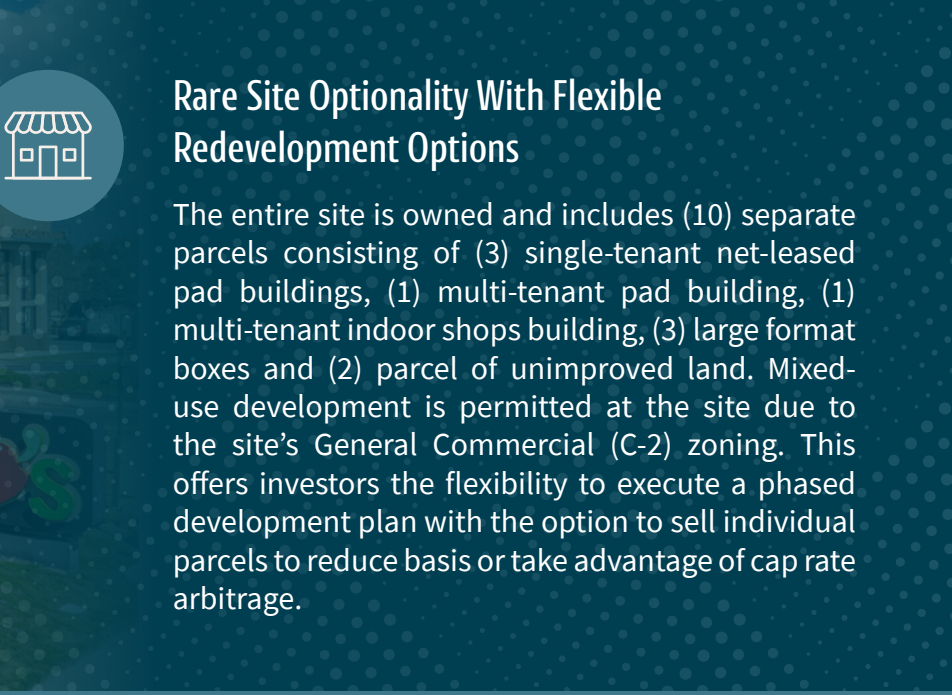 Rare Site Optionality With Flexible
Redevelopment Options
The entire site is owned and includes (10) separate
parcels consisting of (3) single-tenant net-leased
pad buildings, (1) multi-tenant pad building, (1)
multi-tenant indoor shops building, (3) large format
boxes and (2) parcel of unimproved land. Mixed-
use development is permitted at the site due to
the site's General Commercial (C-2) zoning. This
offers investors the flexibility to execute a phased
development plan with the option to sell individual
parcels to reduce basis or take advantage of cap rate
arbitrage.